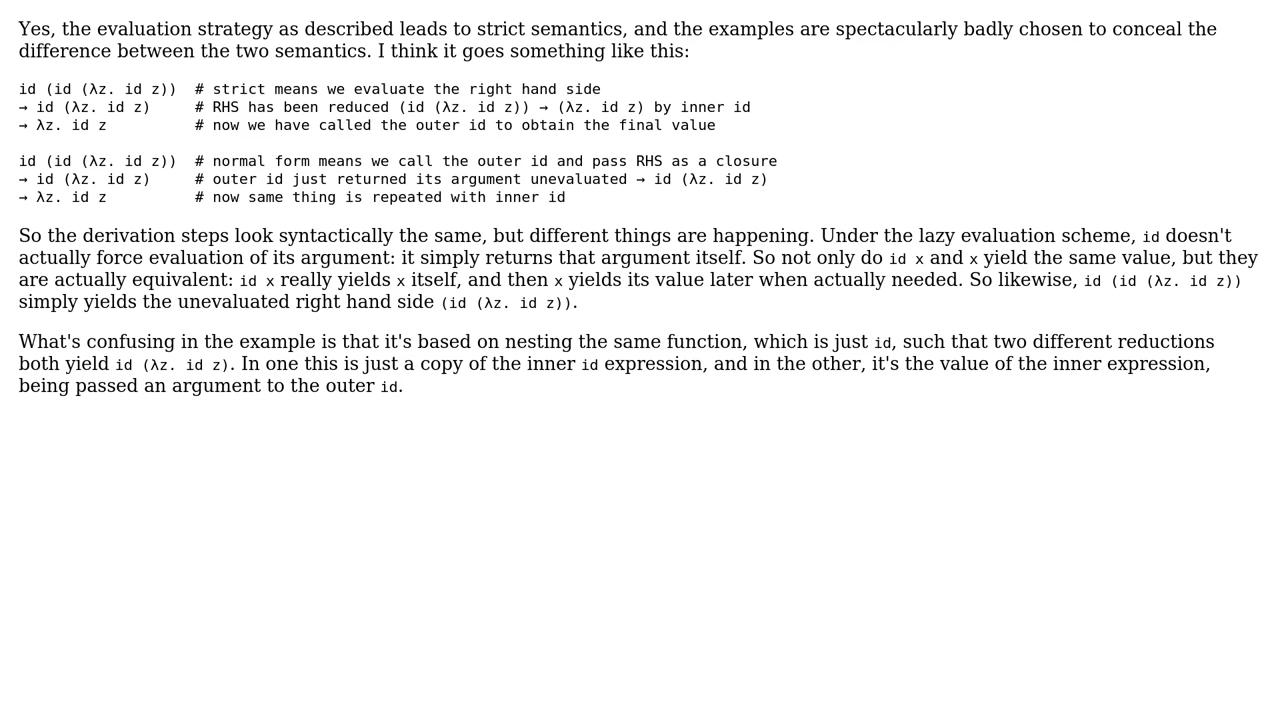 Yes, the evaluation strategy as described leads to strict semantics, and the examples are spectacularly badly chosen to conceal the
difference between the two semantics. I think it goes something like this:
id (id (λz. id z))  # strict means we evaluate the right hand side
→ id (λz. id z)     # RHS has been reduced (id (λz. id z)) → (λz. id z) by inner id
→ λz. id z          # now we have called the outer id to obtain the final value
id (id (λz. id z))  # normal form means we call the outer id and pass RHS as a closure
→ id (λz. id z)     # outer id just returned its argument unevaluated → id (λz. id z)
→ λz. id z          # now same thing is repeated with inner id
So the derivation steps look syntactically the same, but different things are happening. Under the lazy evaluation scheme, id doesn't
actually force evaluation of its argument: it simply returns that argument itself. So not only do id x and x yield the same value, but they
are actually equivalent: id x really yields x itself, and then x yields its value later when actually needed. So likewise, id (id (λz. id z))
simply yields the unevaluated right hand side (id (λz. id z)).
What's confusing in the example is that it's based on nesting the same function, which is just id, such that two different reductions
both yield id (λz. id z). In one this is just a copy of the inner id expression, and in the other, it's the value of the inner expression,
being passed an argument to the outer id.